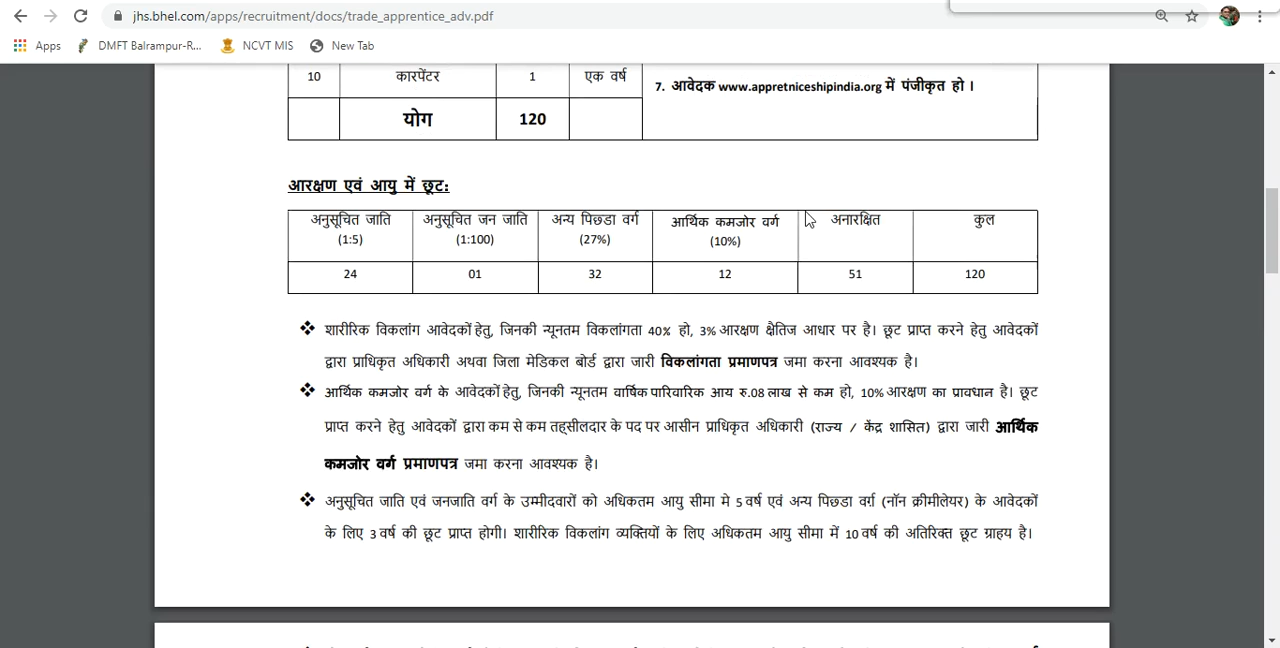 jhs.bhel.com/apps/recruitment/docs/trade_apprentice_adv.pdf
Apps DMFT Balrampur-R... NCVT MIS New Tab
10 कारपेंटर 1 एक वर्ष
7. आवेदक www.appretniceshipindia.org में पंजीकृत हो ।
योग 120
आरक्षण एवं आयु में छूट:
अनुसूचित जाति अनुसूचित जन जाति अन्य पिछडा वर्ग आर्थिक कमजोर वर्ग अनारक्षित कुल
(1:5) (1:100) (27%) (10%)
24 01 32 12 51 120
❖ शारीरिक विकलांग आवेदकों हेतु, जिनकी न्यूनतम विकलांगता 40% हो, 3% आरक्षण क्षैतिज आधार पर है। छूट प्राप्त करने हेतु आवेदकों
द्वारा प्राधिकृत अधिकारी अथवा जिला मेडिकल बोर्ड द्वारा जारी विकलांगता प्रमाणपत्र जमा करना आवश्यक है।
❖ आर्थिक कमजोर वर्ग के आवेदकों हेतु, जिनकी न्यूनतम वार्षिक पारिवारिक आय रु.08 लाख से कम हो, 10% आरक्षण का प्रावधान है। छूट
प्राप्त करने हेतु आवेदकों द्वारा कम से कम तह्सीलदार के पद पर आसीन प्राधिकृत अधिकारी (राज्य / केंद्र शासित) द्वारा जारी आर्थिक
कमजोर वर्ग प्रमाणपत्र जमा करना आवश्यक है।
❖ अनुसूचित जाति एवं जनजाति वर्ग के उम्मीदवारों को अधिकतम आयु सीमा मे 5 वर्ष एवं अन्य पिछडा वर्ग (नॉन क्रीमीलेयर) के आवेदकों
के लिए 3 वर्ष की छूट प्राप्त होगी। शारीरिक विकलांग व्यक्तियों के लिए अधिकतम आयु सीमा में 10 वर्ष की अतिरिक्त छूट ग्राहय है।